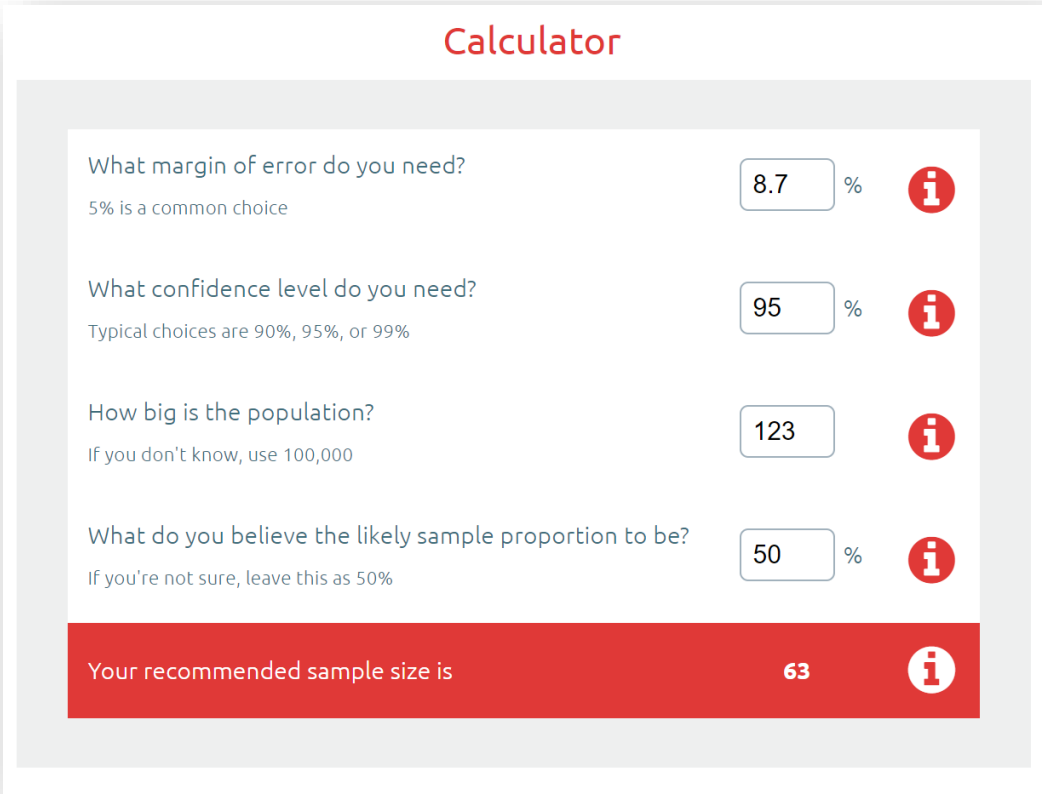 Calculator
What margin of error do you need?
8.7 %
5% is a common choice
What confidence level do you need?
95 %
Typical choices are 90%, 95%, or 99%
How big is the population?
123
If you don't know, use 100,000
What do you believe the likely sample proportion to be?
50 %
If you're not sure, leave this as 50%
Your recommended sample size is 63